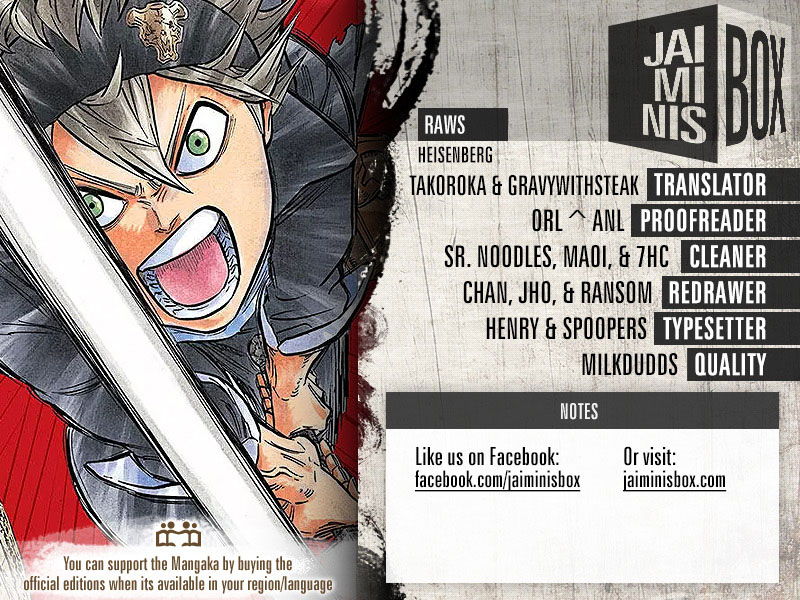 JAI
MI
NIS
BOX
RAWS
HEISENBERG
TAKOROKA & GRAVYWITHSTEAK TRANSLATOR
ORL ^ ANL PROOFREADER
SR. NOODLES, MAOI, & 7HC CLEANER
CHAN, JHO, & RANSOM REDRAWER
HENRY & SPOOPERS TYPESETTER
MILKDUDDS QUALITY
NOTES
Like us on Facebook:
facebook.com/jaiminisbox
Or visit:
jaiminisbox.com
You can support the Mangaka by buying the
official editions when its available in your region/language